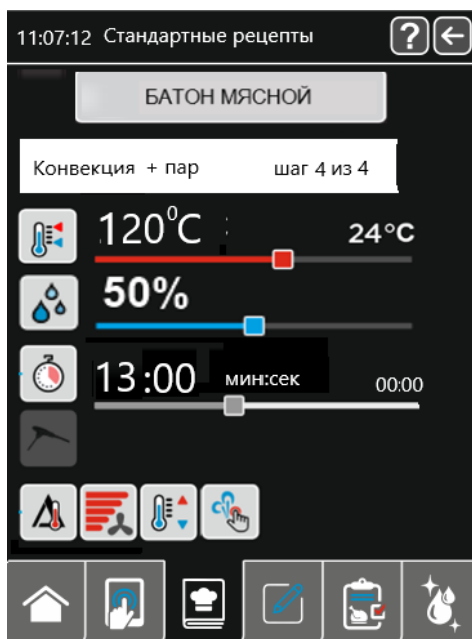 11:07:12 Стандартные рецепты ?
БАТОН МЯСНОЙ
Конвекция + пар шаг 4 из 4
120⁰C : 24°C
50%
13:00 мин:сек 00:00